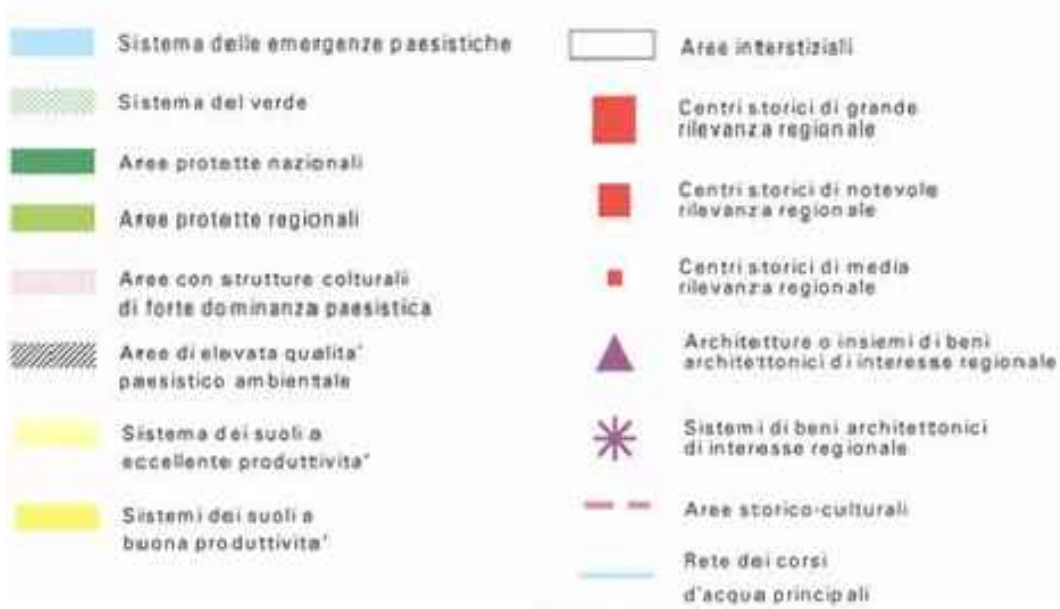 Sistema delle emergenze paesistiche
Sistema del verde
Aree protette nazionali
Aree protette regionali
Aree con strutture colturali
di forte dominanza paesistica
Aree di elevata qualita'
paesistico ambientale
Sistema dei suoli a
eccellente produttivita'
Sistemi dei suoli a
buona produttivita'
Aree interstiziali
Centri storici di grande
rilevanza regionale
Centri storici di notevole
rilevanza regionale
Centri storici di media
rilevanza regionale
Architetture o insiemi di beni
architettonici di interesse regionale
Sistemi di beni architettonici
di interesse regionale
Aree storico-culturali
Rete dei corsi
d'acqua principali